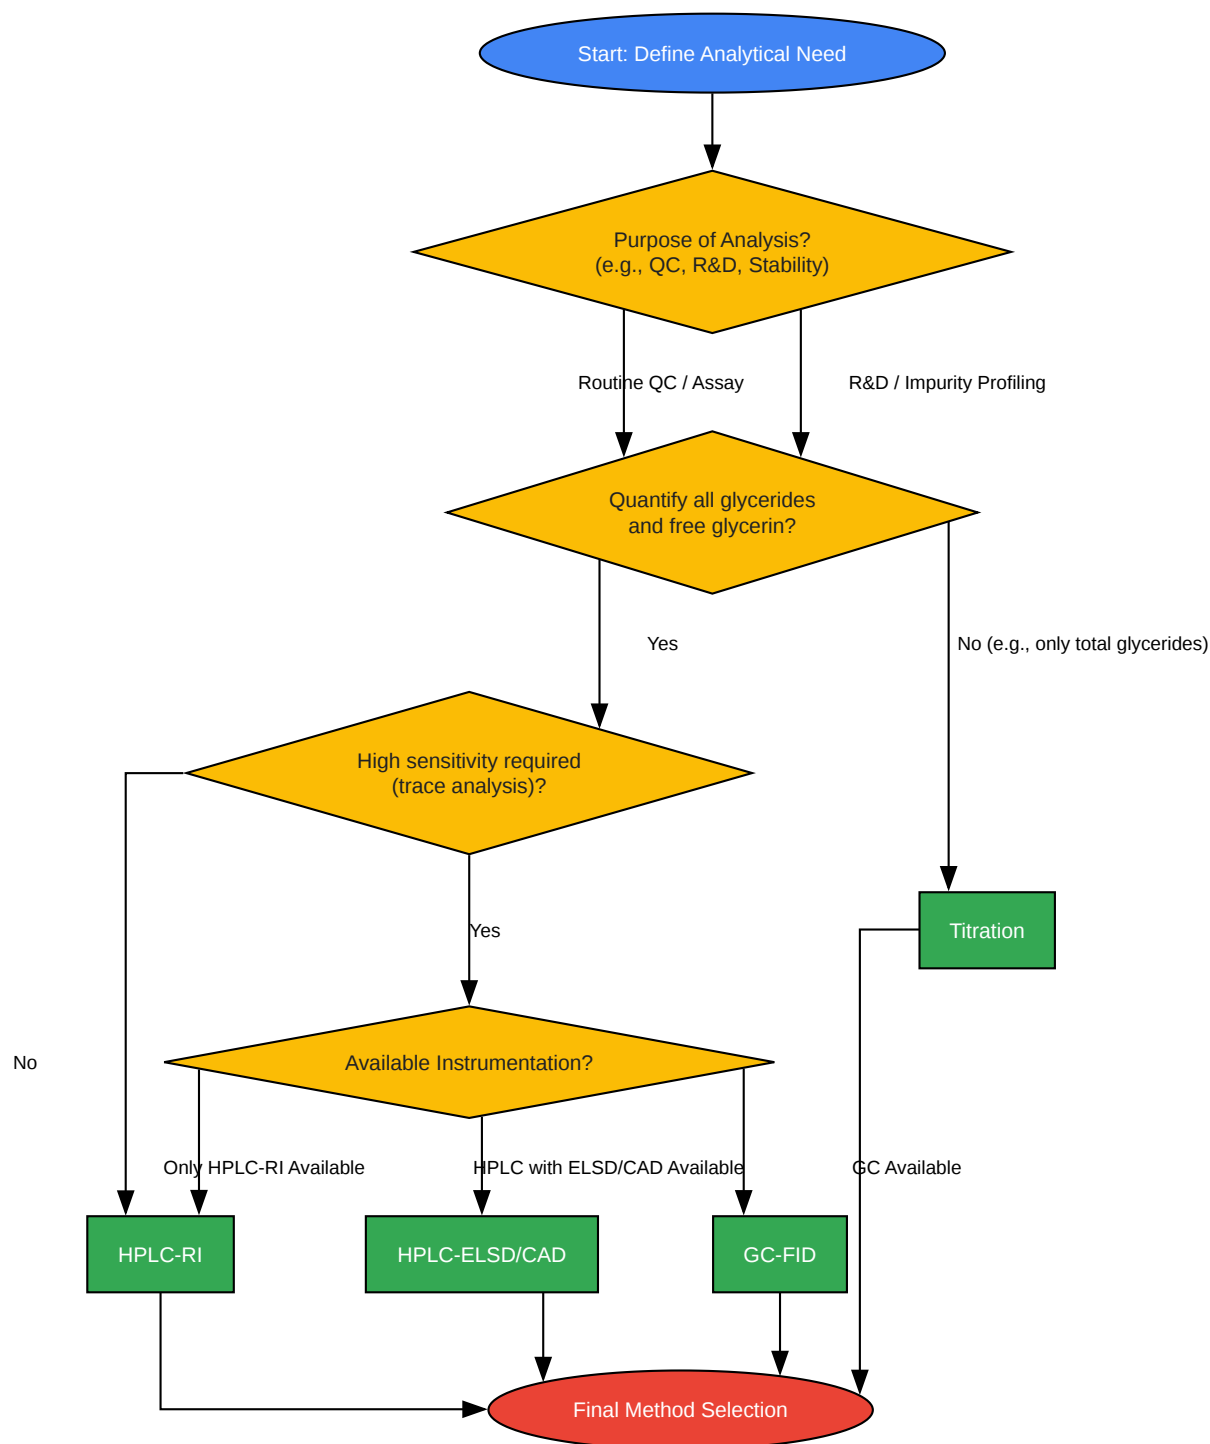 Start: Define Analytical Need
Purpose of Analysis?
(e.g., QC, R&D, Stability)
Routine QC / Assay
R&D / Impurity Profiling
Quantify all glycerides
and free glycerin?
Yes
No (e.g., only total glycerides)
High sensitivity required
(trace analysis)?
Yes
Titration
No
Available Instrumentation?
Only HPLC-RI Available
HPLC with ELSD/CAD Available
GC Available
HPLC-RI
HPLC-ELSD/CAD
GC-FID
Final Method Selection